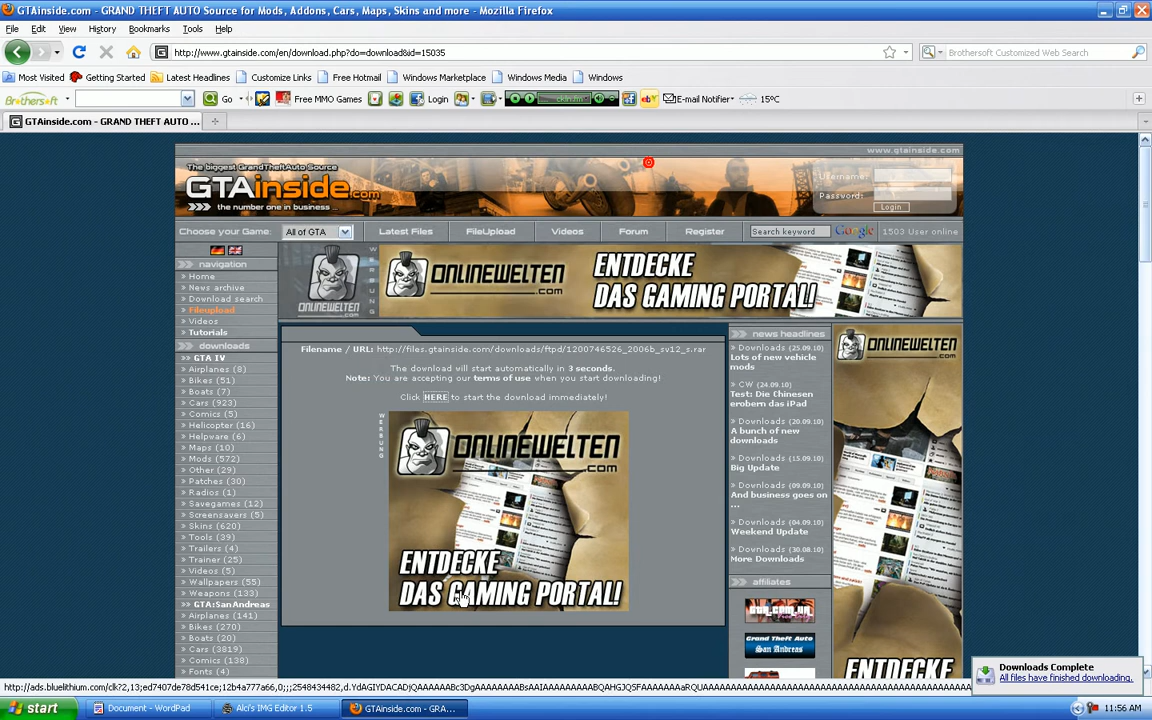 GTAinside.com - GRAND THEFT AUTO Source for Mods, Addons, Cars, Maps, Skins and more - Mozilla Firefox
File Edit View History Bookmarks Tools Help
http://www.gtainside.com/en/download.php?do=download&id=15035
Brothersoft Customized Web Search
Most Visited Getting Started Latest Headlines Customize Links Free Hotmail Windows Marketplace Windows Media Windows
Brothersoft Go Free MMO Games Login E-mail Notifier 15°C
GTAinside.com - GRAND THEFT AUTO ...
www.gtainside.com
The biggest GrandTheftAuto Source
GTAinside.com
>>> the number one in business...
Username:
Password:
Login
Choose your Game: All of GTA Latest Files FileUpload Videos Forum Register Search keyword Google 1503 User online
WERBUNG
ONLINEWELTEN.com
ONLINEWELTEN.com
ENTDECKE
DAS GAMING PORTAL!
navigation
» Home
» News archive
» Download search
» Fileupload
» Videos
» Tutorials
downloads
» GTA IV
» Airplanes (8)
» Bikes (51)
» Boats (7)
» Cars (923)
» Comics (5)
» Helicopter (16)
» Helpware (6)
» Maps (10)
» Mods (572)
» Other (29)
» Patches (30)
» Radios (1)
» Savegames (12)
» Screensavers (5)
» Skins (620)
» Tools (39)
» Trailers (4)
» Trainer (25)
» Videos (5)
» Wallpapers (55)
» Weapons (133)
» GTA:SanAndreas
» Airplanes (141)
» Bikes (270)
» Boats (20)
» Cars (3819)
» Comics (138)
» Fonts (4)
Filename / URL: http://files.gtainside.com/downloads/ftpd/1200746526_2006b_sv12_s.rar
The download will start automatically in 3 seconds.
Note: You are accepting our terms of use when you start downloading!
Click HERE to start the download immediately!
WERBUNG
ONLINEWELTEN
.com
ENTDECKE
DAS GAMING PORTAL!
news headlines
» Downloads (25.09.10)
Lots of new vehicle
mods
» CW (24.09.10)
Test: Die Chinesen
erobern das iPad
» Downloads (20.09.10)
A bunch of new
downloads
» Downloads (15.09.10)
Big Update
» Downloads (09.09.10)
And business goes on
...
» Downloads (04.09.10)
Weekend Update
» Downloads (30.08.10)
More Downloads
affiliates
Grand Theft Auto
San Andreas
ONLINEWELTEN
.com
ENTDECKE
Downloads Complete
All files have finished downloading.
start Document - WordPad Alci's IMG Editor 1.5 GTAinside.com - GRA... 11:56 AM